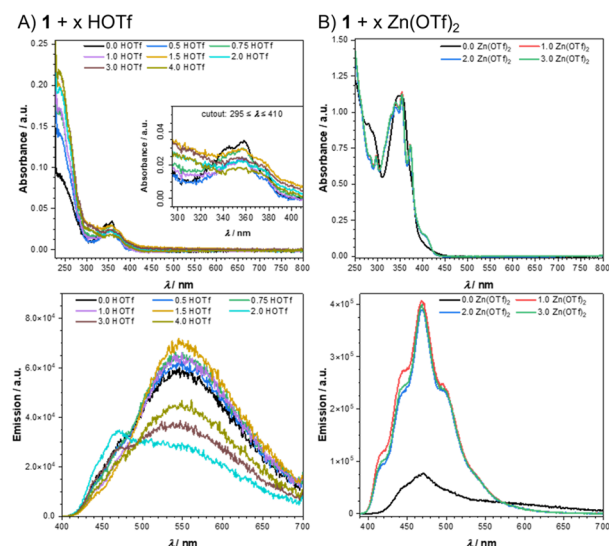 A) 1 + x HOTf
B) 1 + x Zn(OTf)2
0.0 HOTf 0.5 HOTf 0.75 HOTf
1.0 HOTf 1.5 HOTf 2.0 HOTf
3.0 HOTf 4.0 HOTf
cutout: 295 ≤ λ ≤ 410
Absorbance / a.u.
0.04
0.02
0.00
300 320 340 360 380 400
λ / nm
Absorbance / a.u.
0.25
0.20
0.15
0.10
0.05
0.00
250 300 350 400 450 500 550 600 650 700 750 800
λ / nm
0.0 Zn(OTf)2 1.0 Zn(OTf)2
2.0 Zn(OTf)2 3.0 Zn(OTf)2
Absorbance / a.u.
1.50
1.25
1.00
0.75
0.50
0.25
0.00
250 300 350 400 450 500 550 600 650 700 750 800
λ / nm
0.0 HOTf 0.5 HOTf 0.75 HOTf
1.0 HOTf 1.5 HOTf 2.0 HOTf
3.0 HOTf 4.0 HOTf
Emission / a.u.
8.0×10⁴
6.0×10⁴
4.0×10⁴
2.0×10⁴
0.0
400 450 500 550 600 650 700
λ / nm
0.0 Zn(OTf)2 1.0 Zn(OTf)2
2.0 Zn(OTf)2 3.0 Zn(OTf)2
Emission / a.u.
4×10⁵
3×10⁵
2×10⁵
1×10⁵
0
400 450 500 550 600 650 700
λ / nm